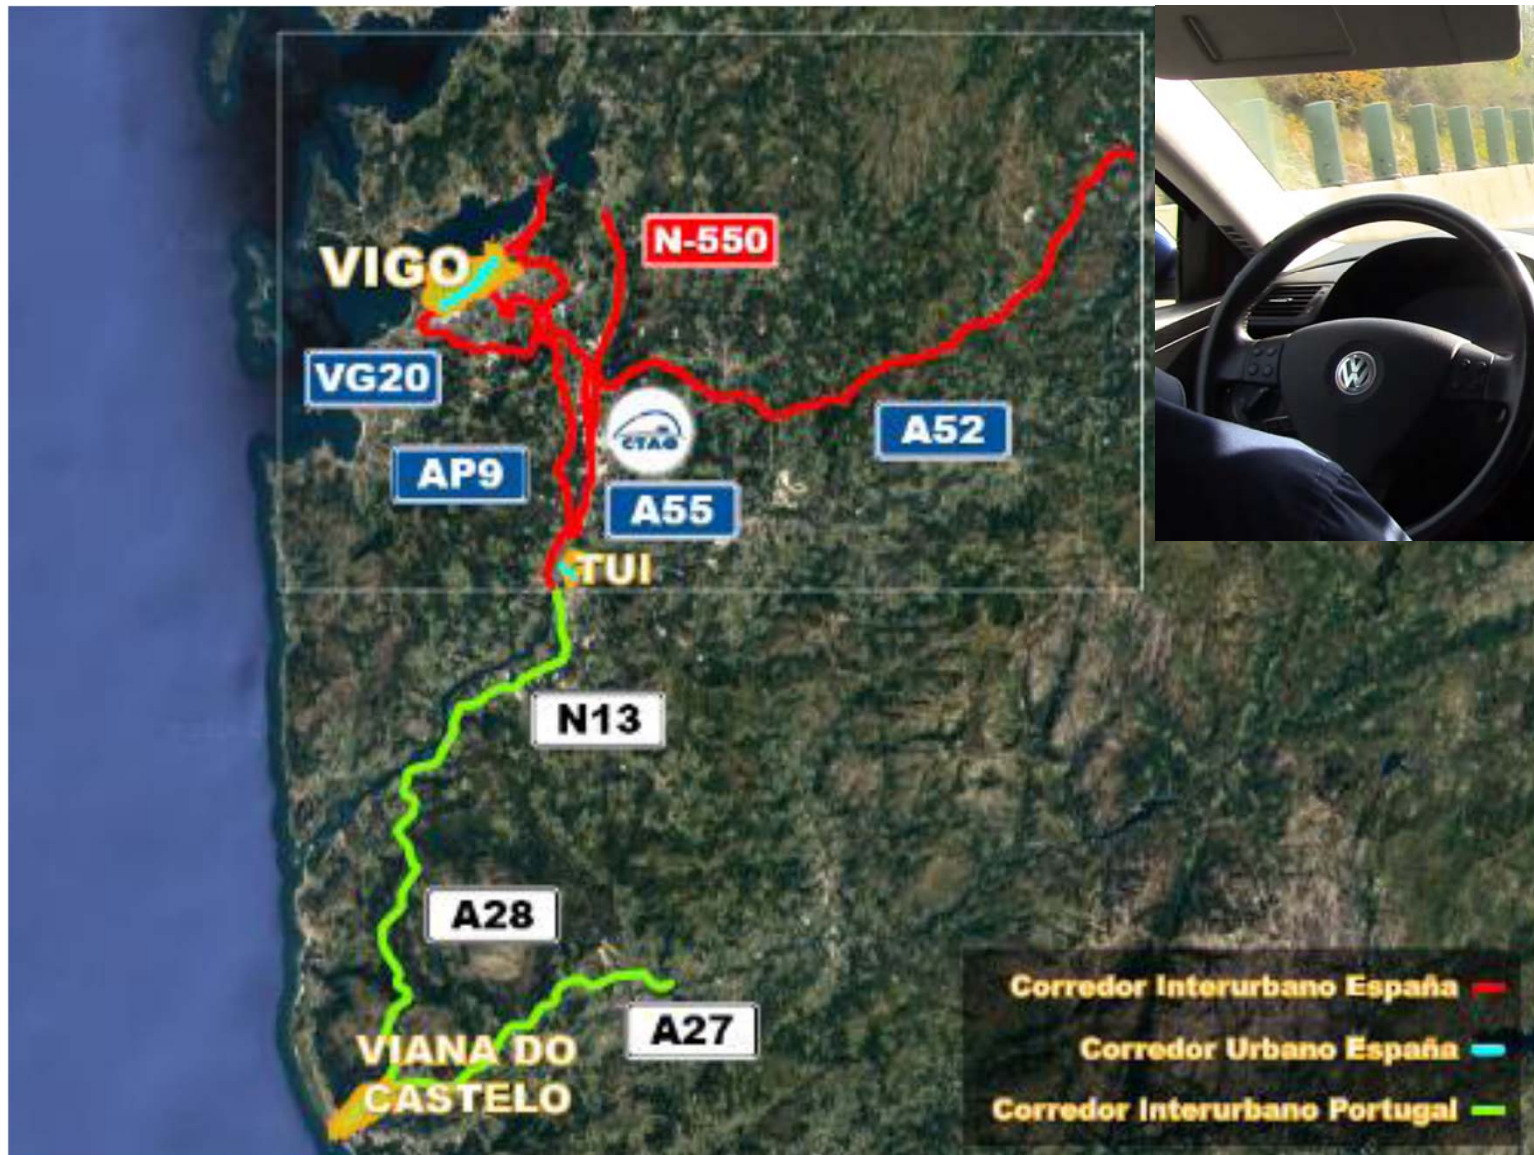 N-550
VIGO
VG20
CTAG
A52
AP9
A55
TUI
N13
A28
A27
VIANA DO
CASTELO
Corredor Interurbano España
Corredor Urbano España
Corredor Interurbano Portugal